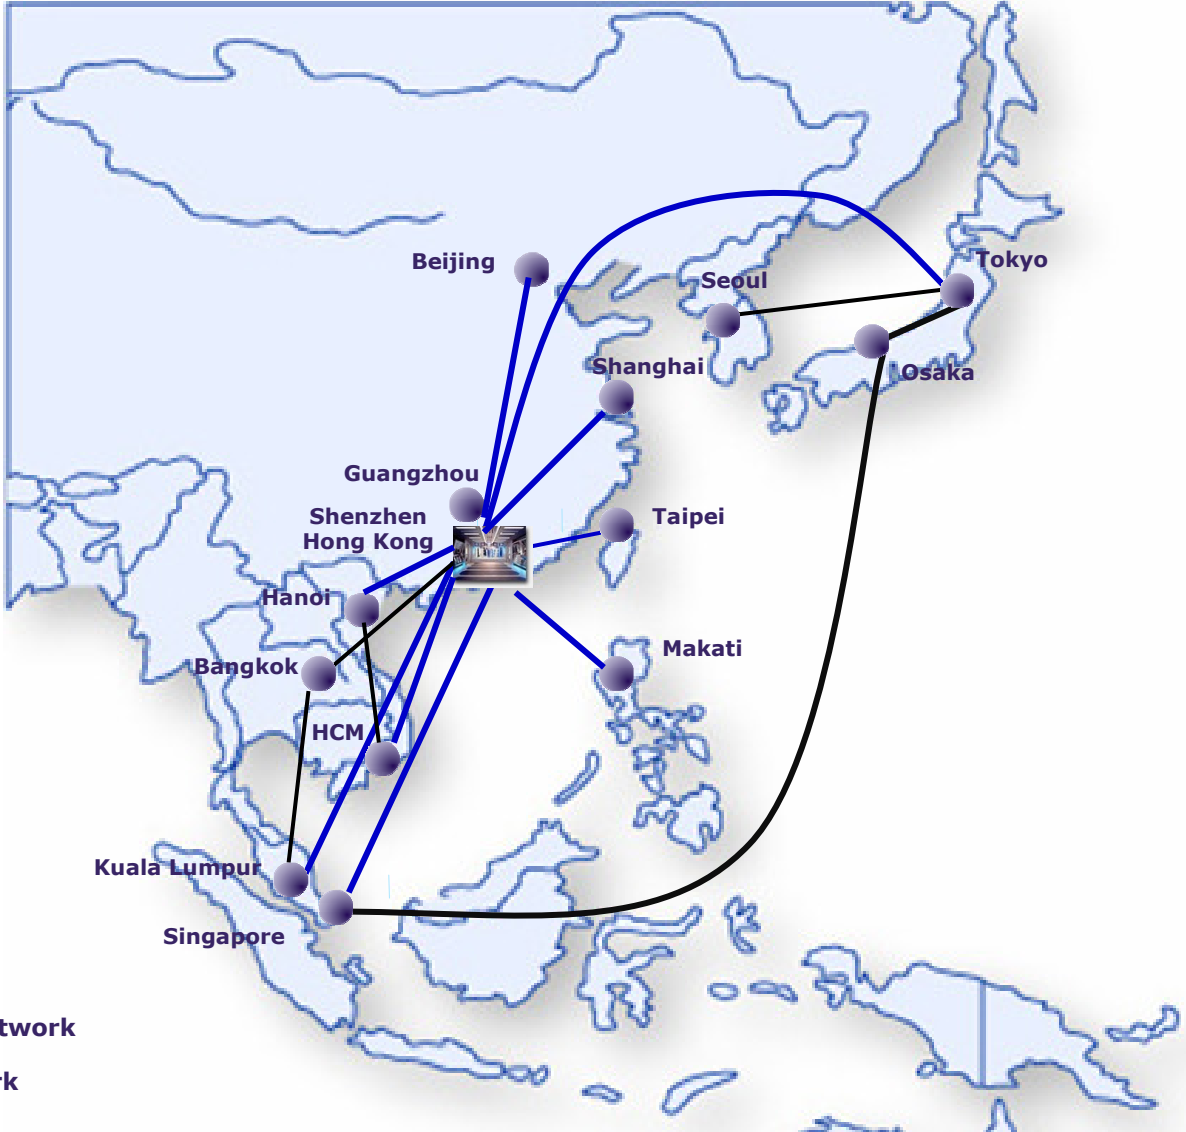 Beijing
Tokyo
Seoul
Shanghai
Osaka
Guangzhou
Shenzhen
Hong Kong
Taipei
Hanoi
Makati
Bangkok
HCM
Kuala Lumpur
Singapore
twork
rk